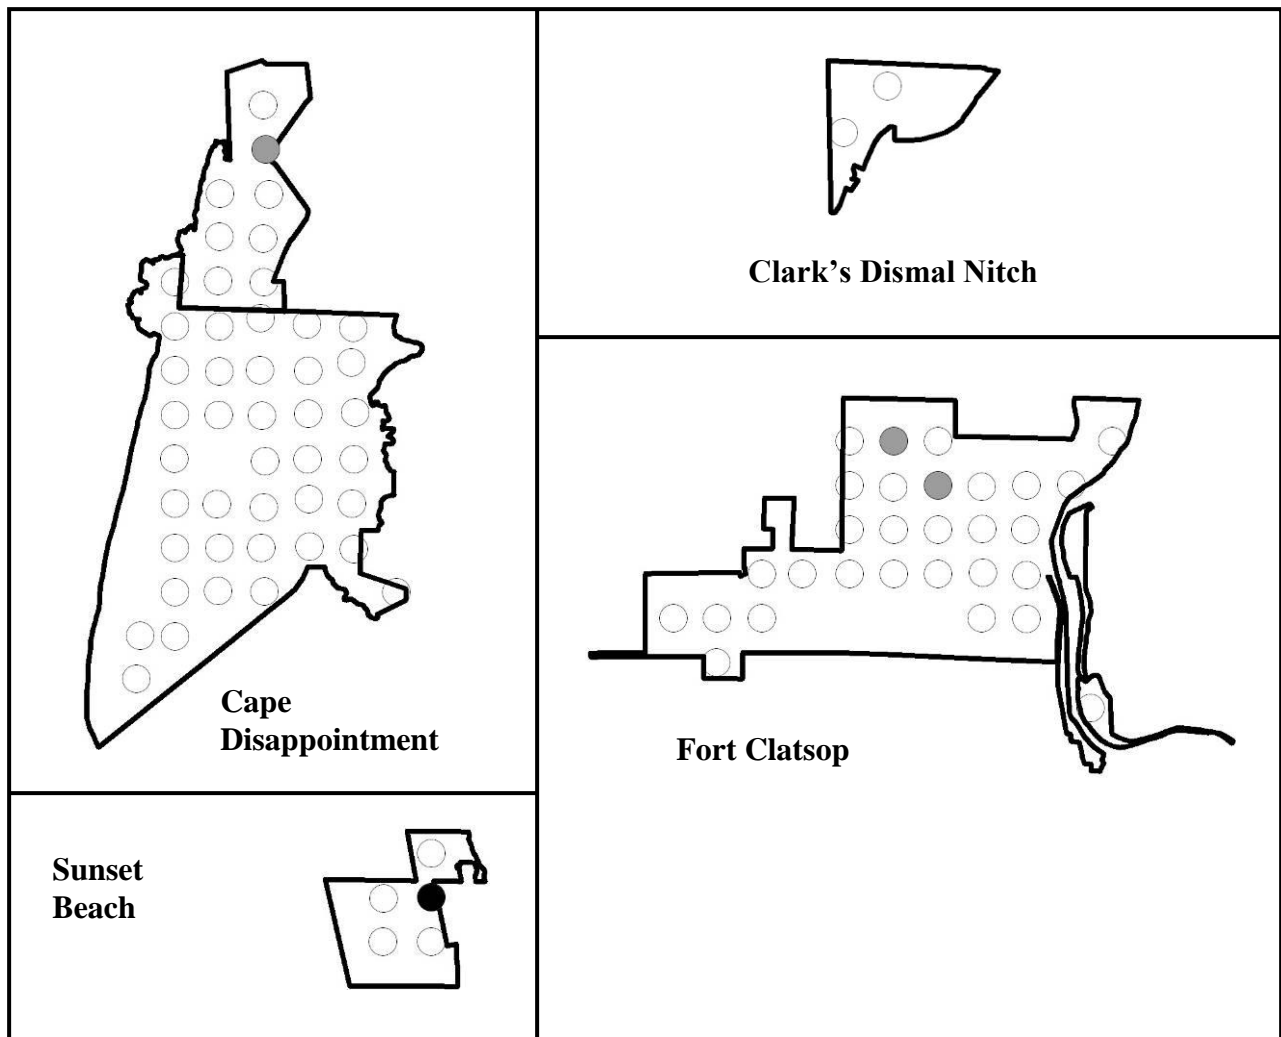 Clark’s Dismal Nitch
Cape
Disappointment
Fort Clatsop
Sunset
Beach